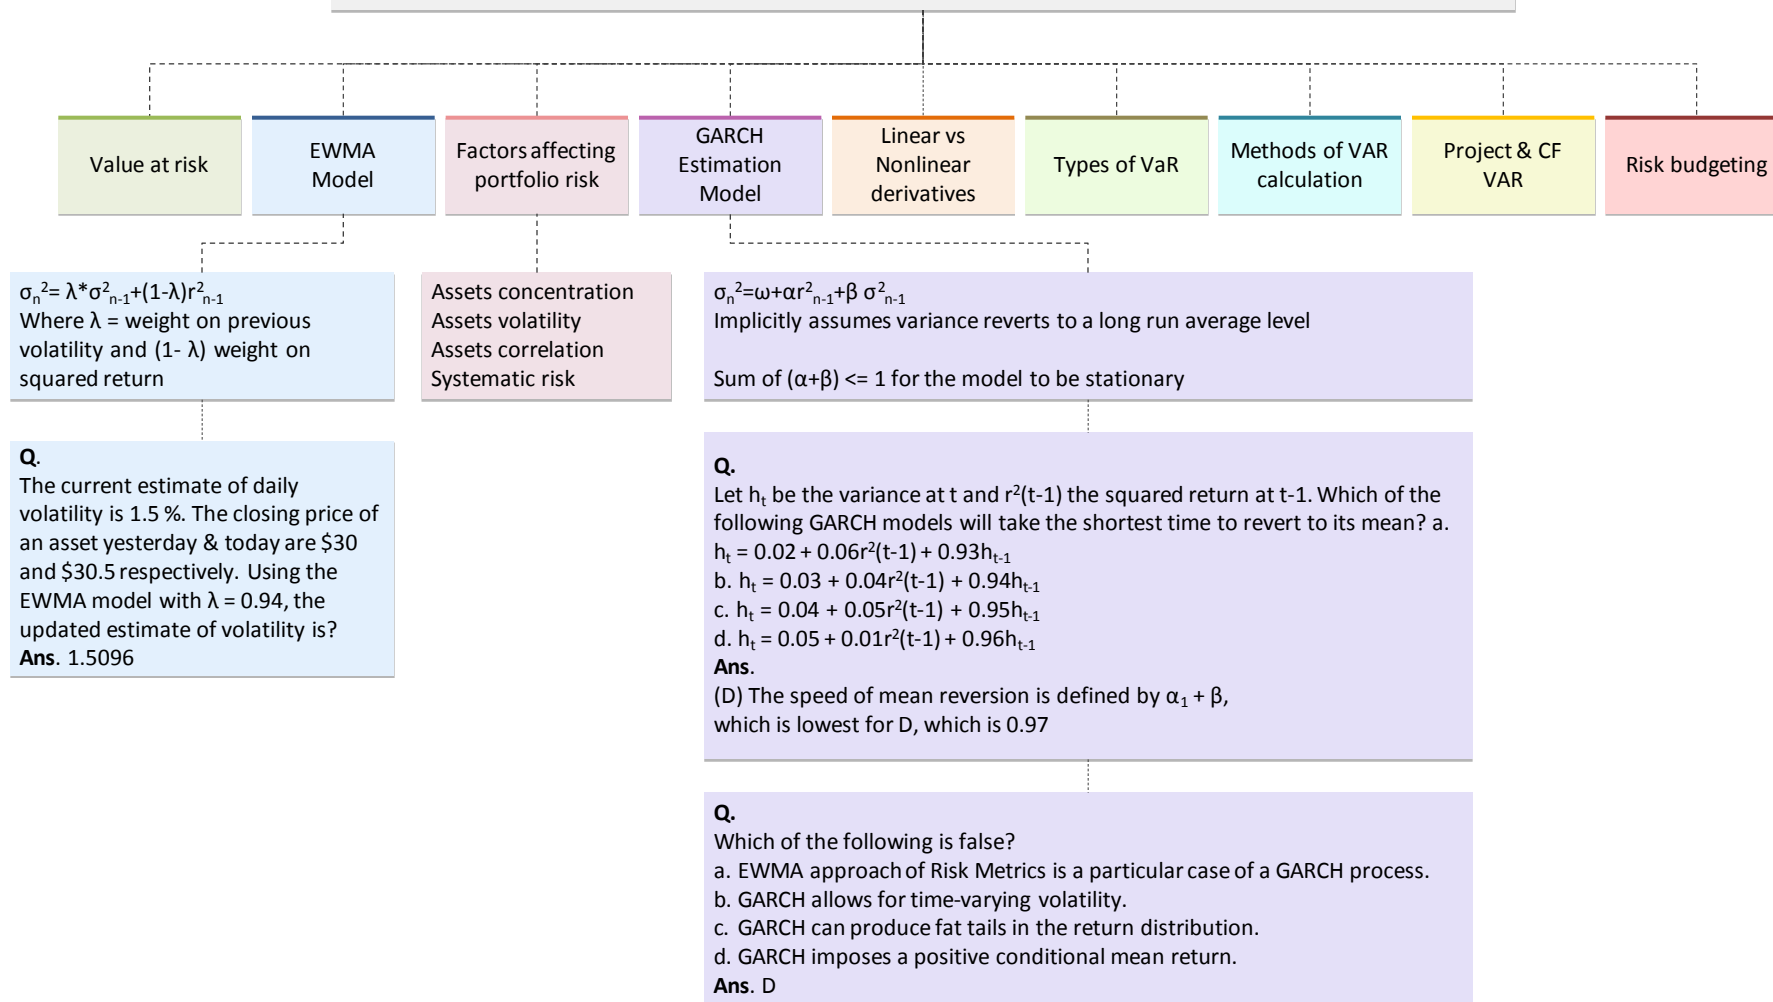 Value at risk
EWMA
Model
Factors affecting
portfolio risk
GARCH
Estimation
Model
Linear vs
Nonlinear
derivatives
Types of VaR
Methods of VAR
calculation
Project & CF
VAR
Risk budgeting
σₙ²= λ*σ²ₙ₋₁+(1-λ)r²ₙ₋₁
Where λ = weight on previous
volatility and (1- λ) weight on
squared return
Q.
The current estimate of daily
volatility is 1.5 %. The closing price of
an asset yesterday & today are $30
and $30.5 respectively. Using the
EWMA model with λ = 0.94, the
updated estimate of volatility is?
Ans. 1.5096
Assets concentration
Assets volatility
Assets correlation
Systematic risk
σₙ²=ω+αr²ₙ₋₁+β σ²ₙ₋₁
Implicitly assumes variance reverts to a long run average level
Sum of (α+β) <= 1 for the model to be stationary
Q.
Let hₜ be the variance at t and r²(t-1) the squared return at t-1. Which of the
following GARCH models will take the shortest time to revert to its mean? a.
hₜ = 0.02 + 0.06r²(t-1) + 0.93hₜ₋₁
b. hₜ = 0.03 + 0.04r²(t-1) + 0.94hₜ₋₁
c. hₜ = 0.04 + 0.05r²(t-1) + 0.95hₜ₋₁
d. hₜ = 0.05 + 0.01r²(t-1) + 0.96hₜ₋₁
Ans.
(D) The speed of mean reversion is defined by α₁ + β,
which is lowest for D, which is 0.97
Q.
Which of the following is false?
a. EWMA approach of Risk Metrics is a particular case of a GARCH process.
b. GARCH allows for time-varying volatility.
c. GARCH can produce fat tails in the return distribution.
d. GARCH imposes a positive conditional mean return.
Ans. D